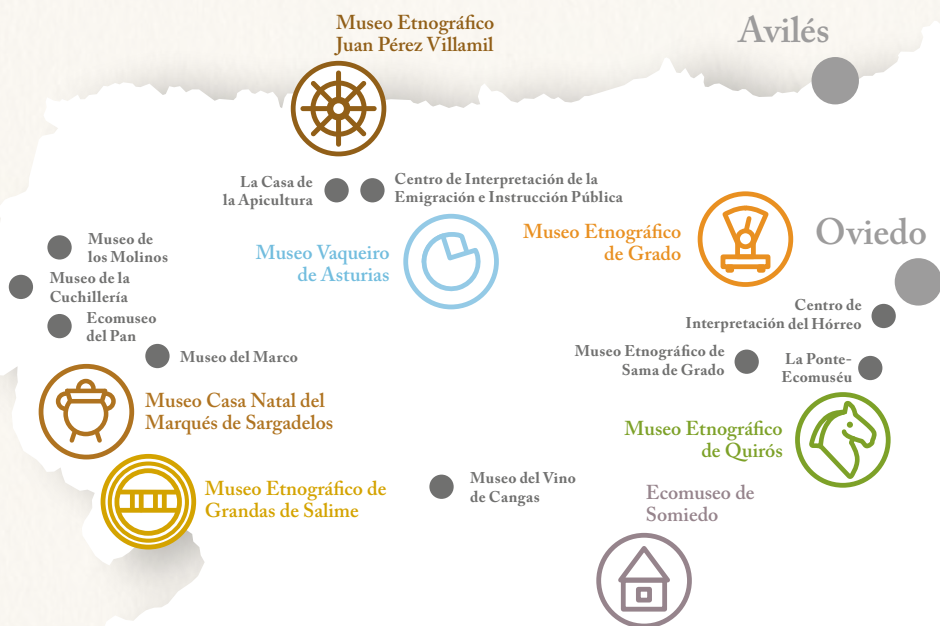 Museo Etnográfico
Juan Pérez Villamil
Avilés
La Casa de
la Apicultura
Centro de Interpretación de la
Emigración e Instrucción Pública
Museo Vaqueiro
de Asturias
Museo Etnográfico
de Grado
Oviedo
Museo de
los Molinos
Museo de la
Cuchillería
Ecomuseo
del Pan
Museo del Marco
Centro de
Interpretación del Hórreo
Museo Etnográfico de
Sama de Grado
La Ponte-
Ecomuséu
Museo Casa Natal del
Marqués de Sargadelos
Museo Etnográfico
de Quirós
Museo Etnográfico de
Grandas de Salime
Museo del Vino
de Cangas
Ecomuseo de
Somiedo